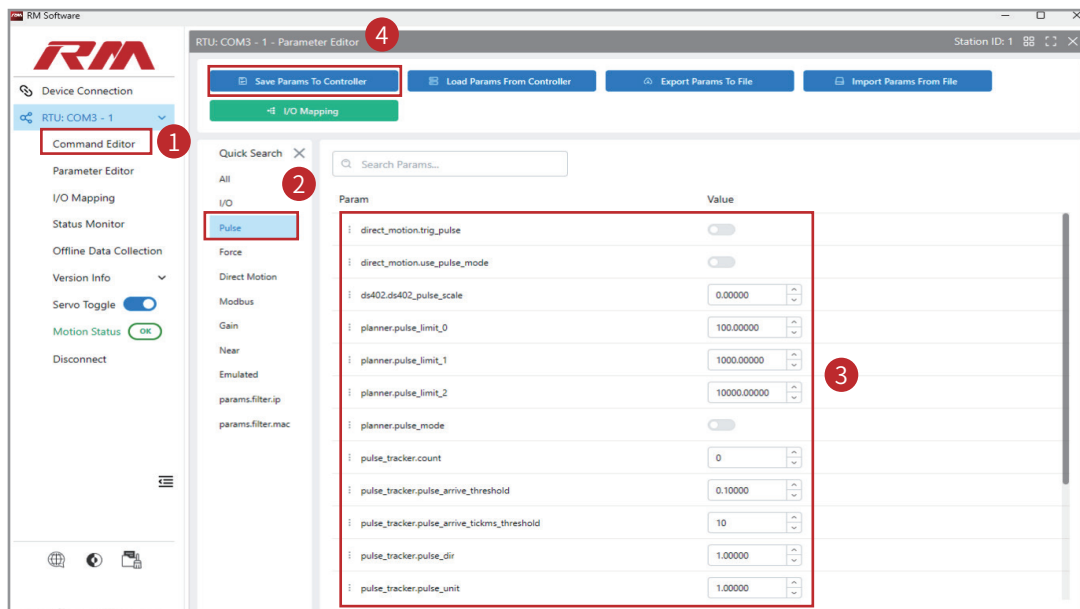 RM RM Software
RTU: COM3 - 1 - Parameter Editor
4
Station ID: 1
RM
Save Params To Controller
Load Params From Controller
Export Params To File
Import Params From File
I/O Mapping
Device Connection
RTU: COM3 - 1
Command Editor
1
Parameter Editor
I/O Mapping
Status Monitor
Offline Data Collection
Version Info
Servo Toggle
Motion Status OK
Disconnect
Quick Search
All
2
I/O
Pulse
Force
Direct Motion
Modbus
Gain
Near
Emulated
params.filter.ip
params.filter.mac
Search Params...
Param Value
direct_motion.trig_pulse
direct_motion.use_pulse_mode
ds402.ds402_pulse_scale 0.00000
planner.pulse_limit_0 100.00000
planner.pulse_limit_1 1000.00000
3
planner.pulse_limit_2 10000.00000
planner.pulse_mode
pulse_tracker.count 0
pulse_tracker.pulse_arrive_threshold 0.10000
pulse_tracker.pulse_arrive_tickms_threshold 10
pulse_tracker.pulse_dir 1.00000
pulse_tracker.pulse_unit 1.00000